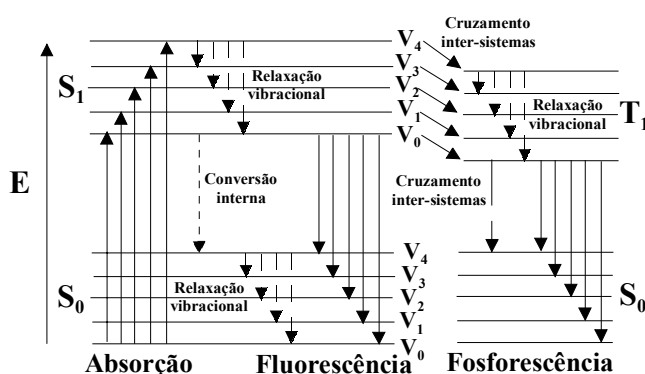 Cruzamento
inter-sistemas
V4
V3
V2
V1
V0
S1
Relaxação
vibracional
Relaxação
vibracional
T1
E
Conversão
interna
Cruzamento
inter-sistemas
V4
V3
V2
V1
V0
S0
Relaxação
vibracional
S0
Absorção
Fluorescência
Fosforescência